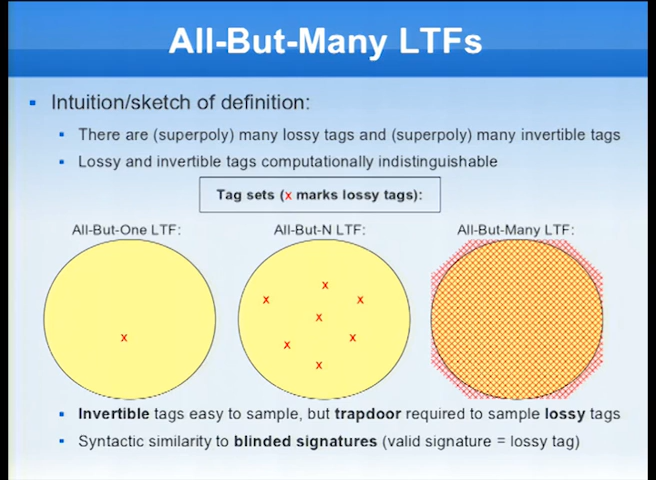 All-But-Many LTFs
Intuition/sketch of definition:
There are (superpoly) many lossy tags and (superpoly) many invertible tags
Lossy and invertible tags computationally indistinguishable
Tag sets (x marks lossy tags):
All-But-One LTF:
All-But-N LTF:
All-But-Many LTF:
x
x
x
x
x
x
x
x
Invertible tags easy to sample, but trapdoor required to sample lossy tags
Syntactic similarity to blinded signatures (valid signature = lossy tag)